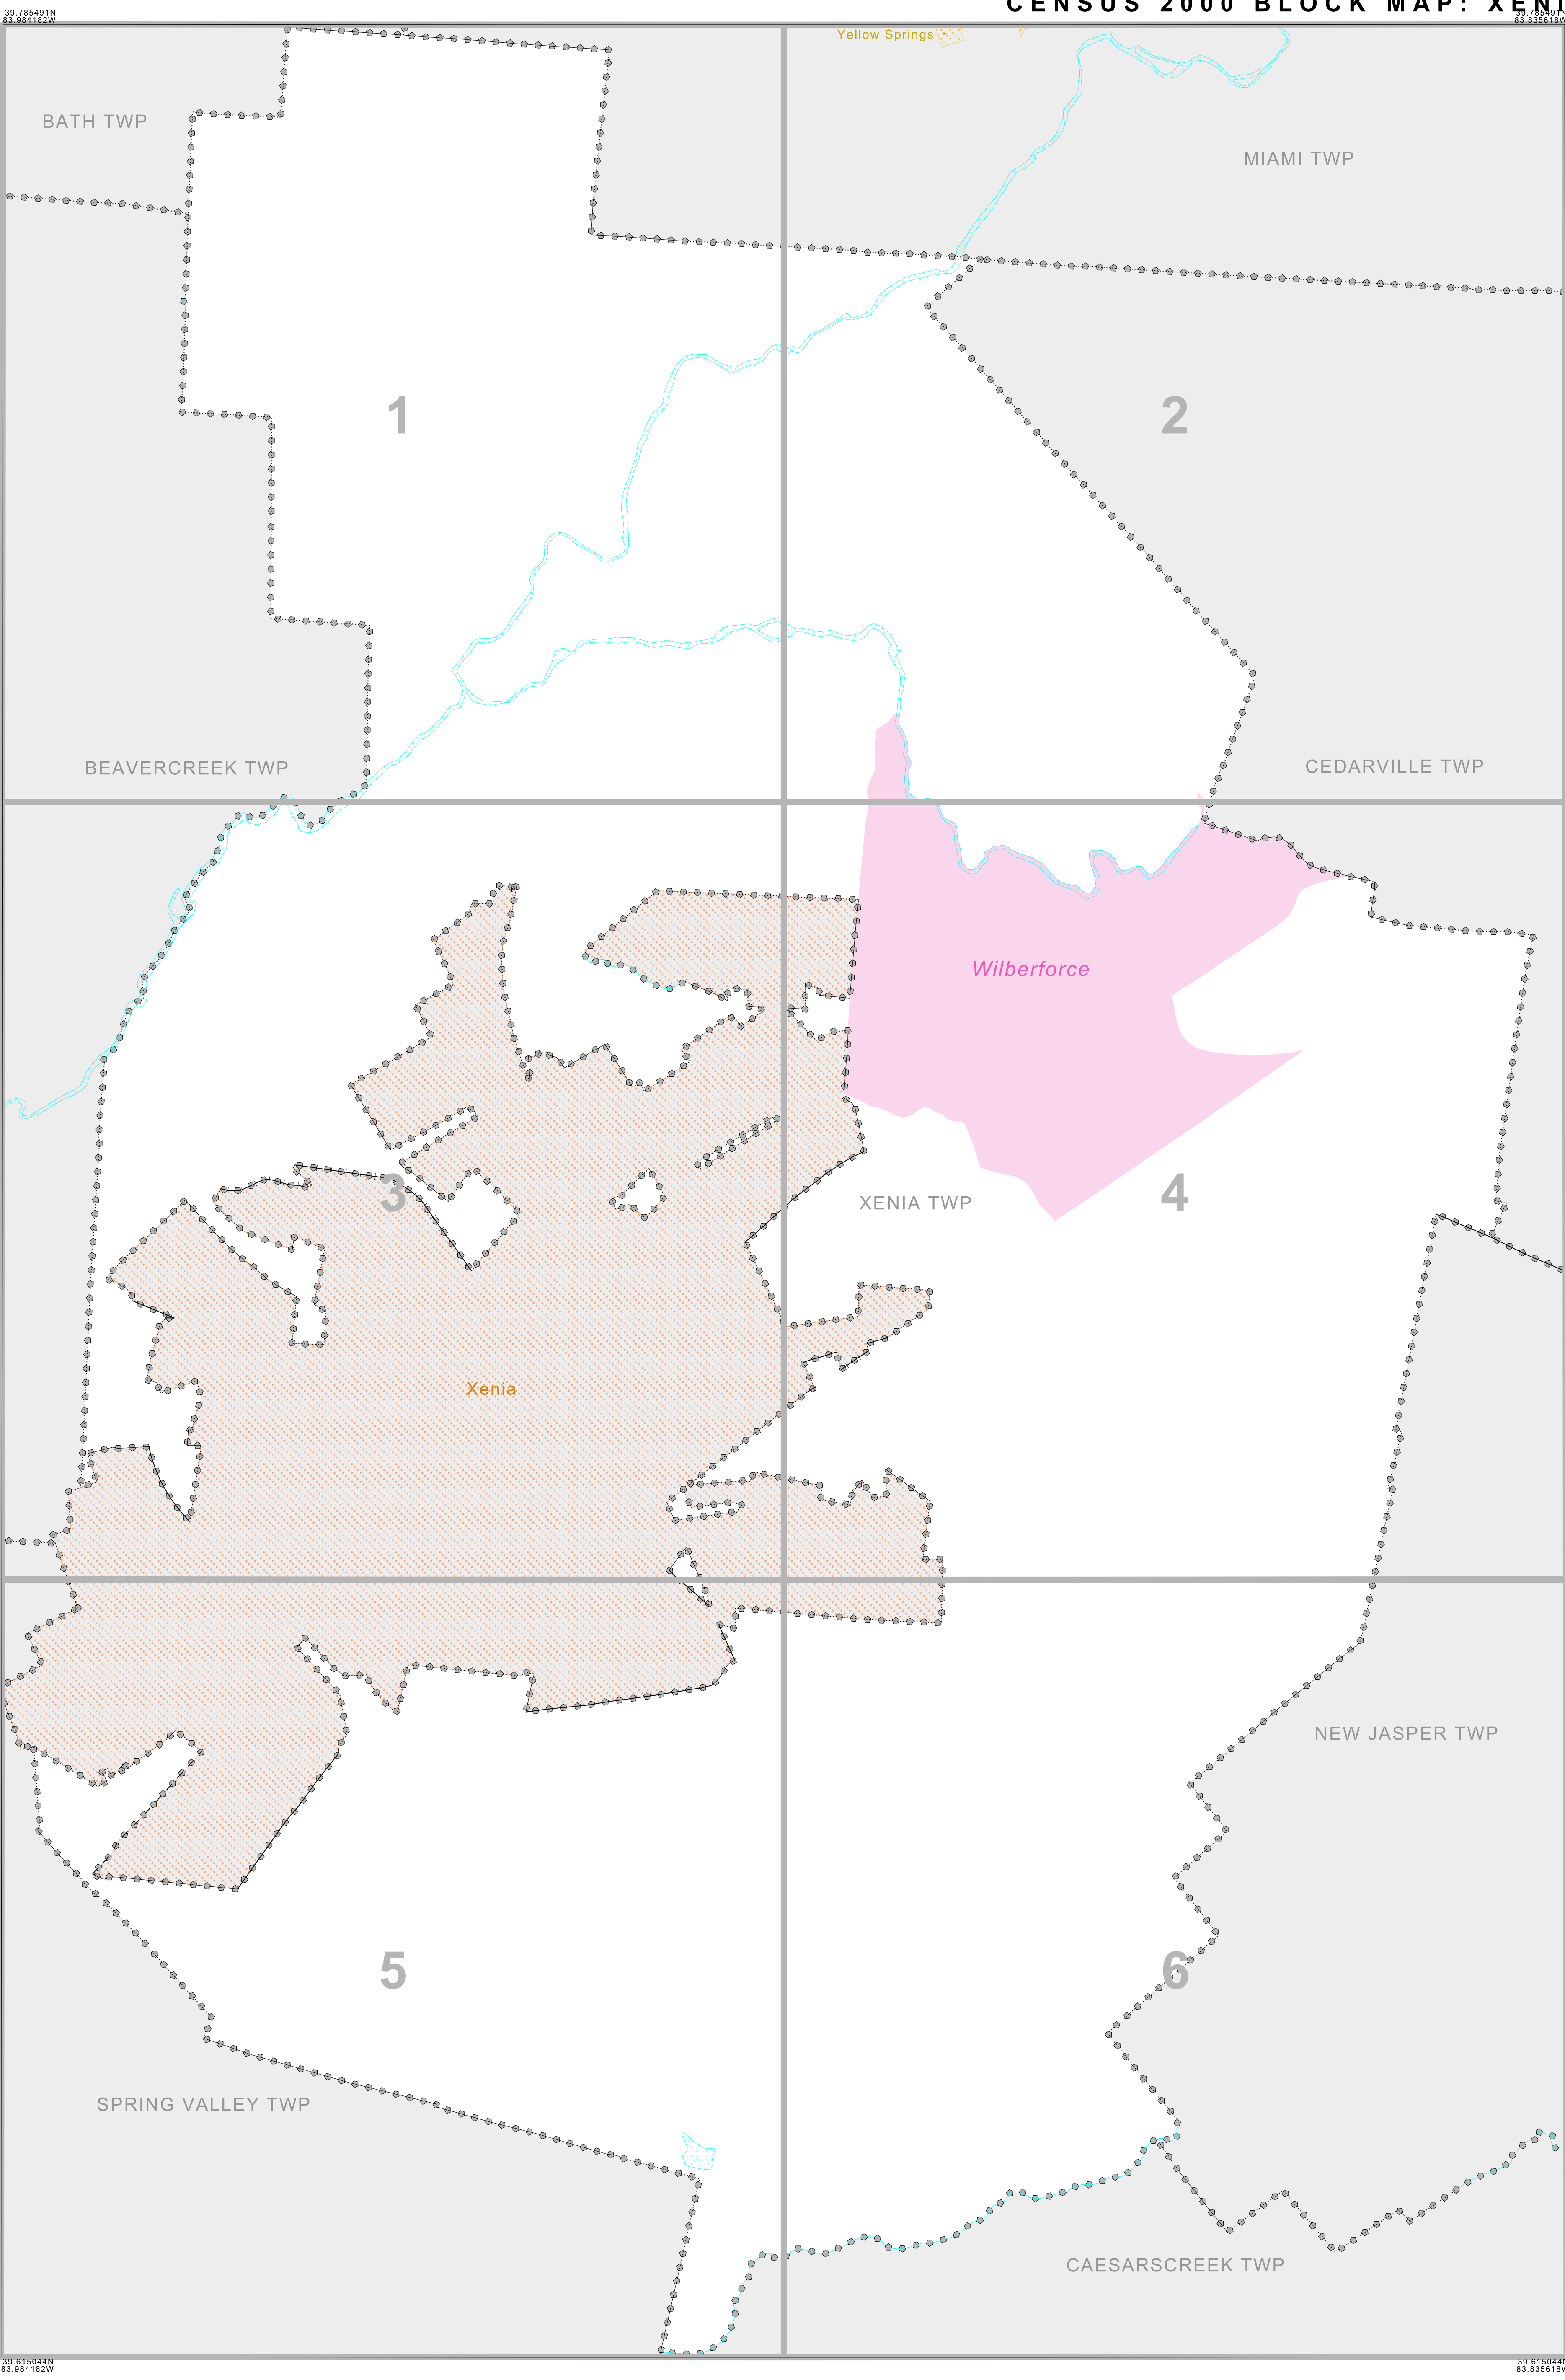 CENSUS 2000 BLOCK MAP: XENI
39.785491N
83.984182W
39.785491N
83.835618W
Yellow Springs
BATH TWP
MIAMI TWP
1
2
BEAVERCREEK TWP
CEDARVILLE TWP
Wilberforce
3
XENIA TWP
4
Xenia
NEW JASPER TWP
5
6
SPRING VALLEY TWP
CAESARSCREEK TWP
39.615044N
83.984182W
39.615044N
83.835618W